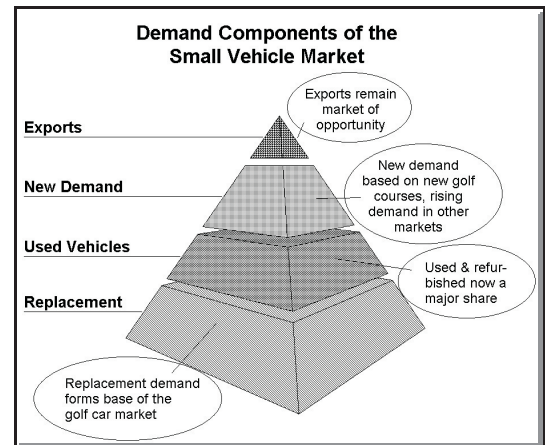 Demand Components of the
Small Vehicle Market
Exports remain
market of
opportunity
Exports
New demand
based on new golf
courses, rising
demand in other
markets
New Demand
Used Vehicles
Used & refur-
bished now a
major share
Replacement
Replacement demand
forms base of the
golf car market